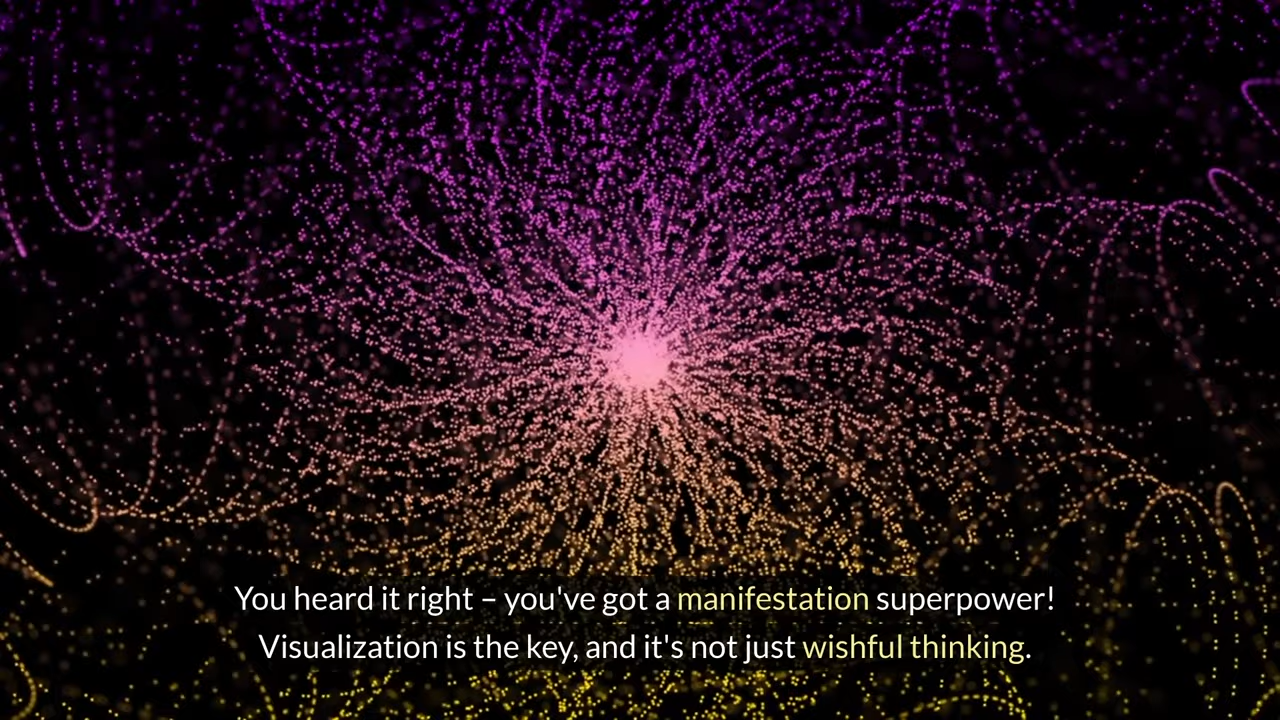 You heard it right – you've got a manifestation superpower!
Visualization is the key, and it's not just wishful thinking.